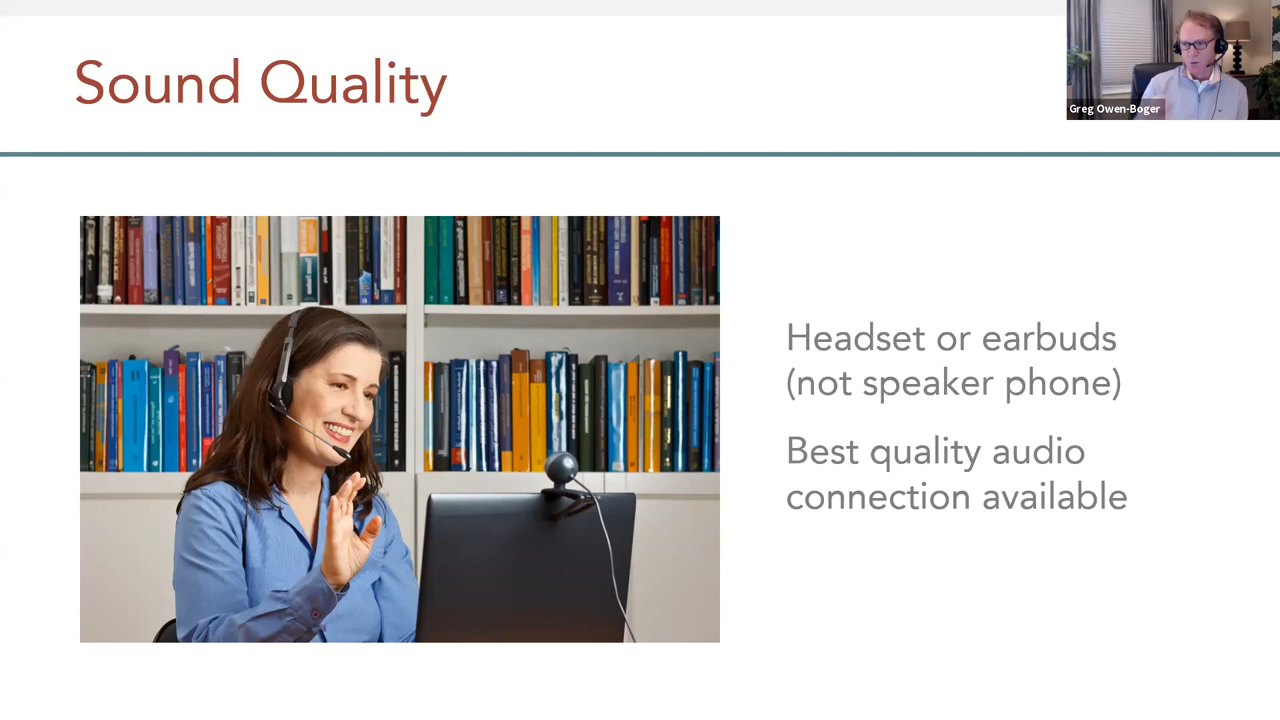 Sound Quality
Greg Owen-Boger
Headset or earbuds
(not speaker phone)
Best quality audio
connection available